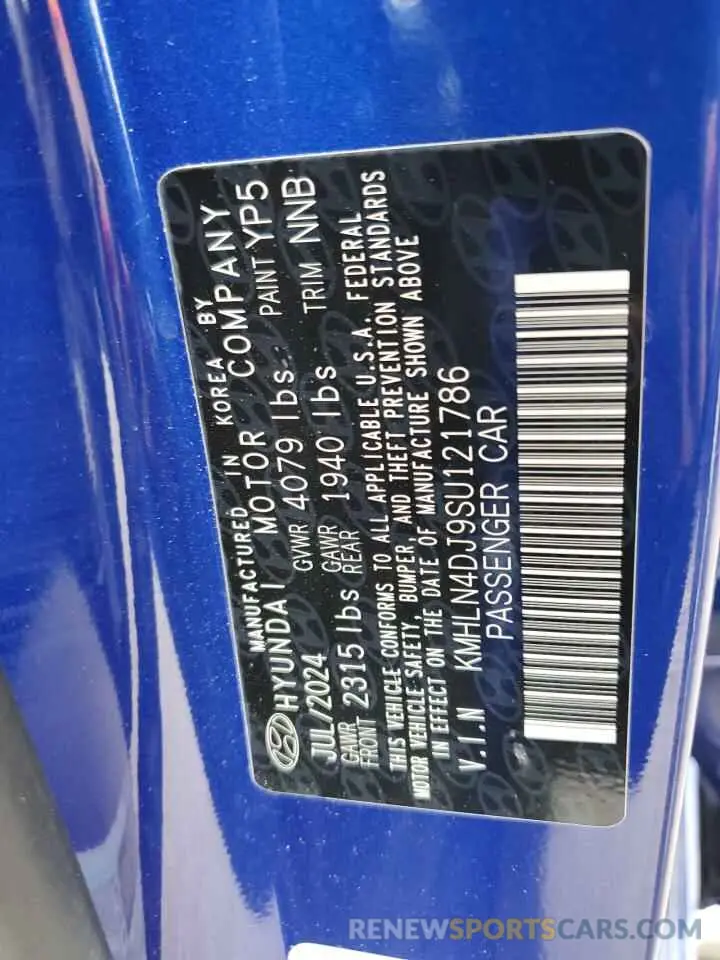 MANUFACTURED IN KOREA BY
HYUNDAI MOTOR COMPANY
JUL/2024 GVWR 4079 lbs PAINT YP5
GAWR FRONT 2315 lbs GAWR REAR 1940 lbs TRIM NNB
THIS VEHICLE CONFORMS TO ALL APPLICABLE U.S.A. FEDERAL
MOTOR VEHICLE SAFETY, BUMPER, AND THEFT PREVENTION STANDARDS
IN EFFECT ON THE DATE OF MANUFACTURE SHOWN ABOVE
V.I.N KMHLN4DJ9SU121786
PASSENGER CAR
RENEWSPORTSCARS.COM